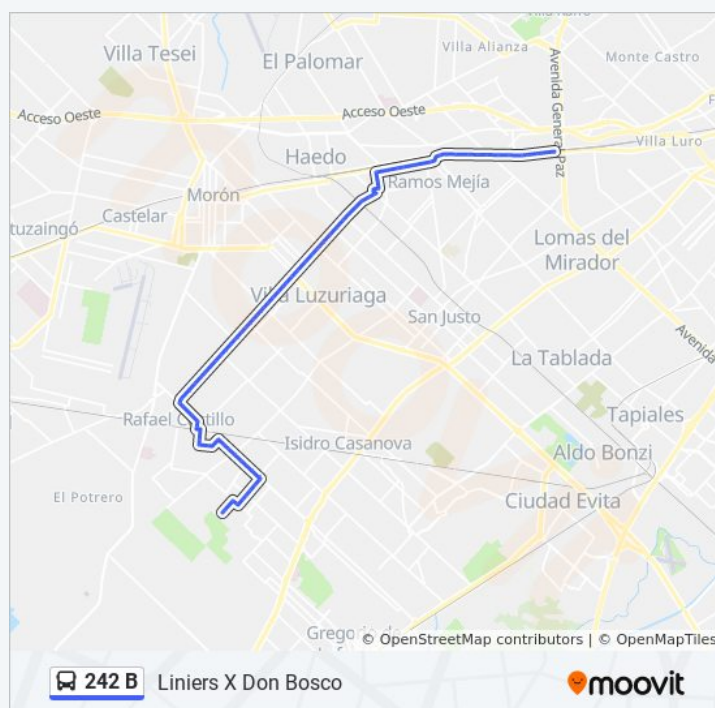 Villa Tesei
El Palomar
Villa Alianza
Monte Castro
Acceso Oeste
Acceso Oeste
Avenida General Paz
Villa Luro
Haedo
Ramos Mejía
Morón
Castelar
Lomas del
Mirador
Villa Luzuriaga
San Justo
Avenida
La Tablada
Tapiales
Rafael Castillo
Isidro Casanova
Aldo Bonzi
El Potrero
Ciudad Evita
© OpenStreetMap contributors | © OpenMapTiles
242 B
Liniers X Don Bosco
moovit